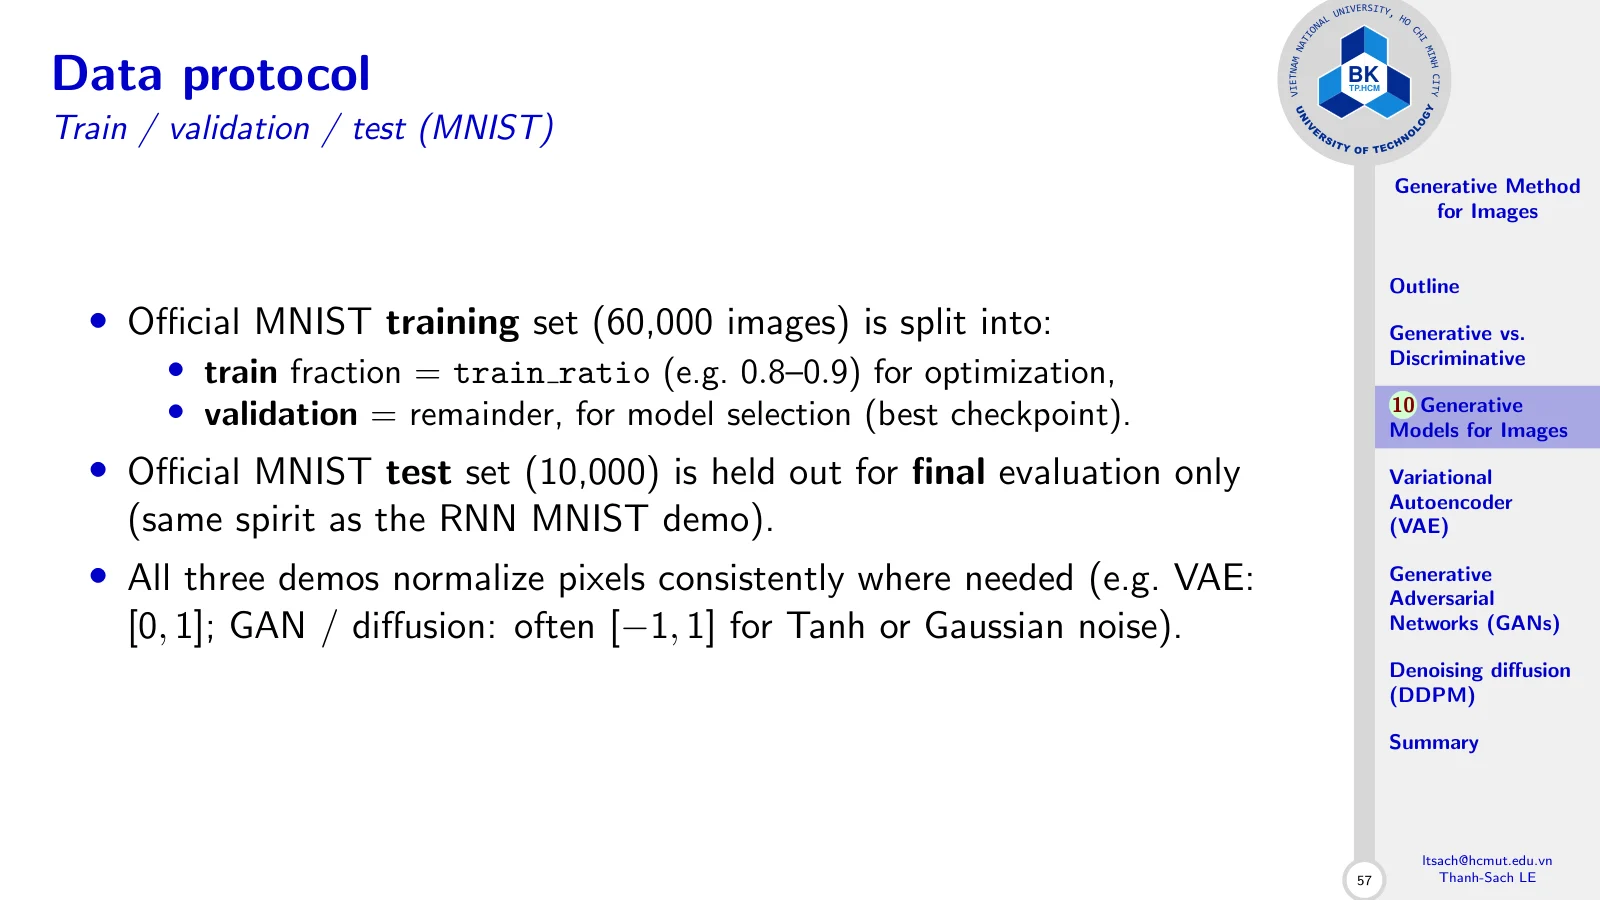 Data protocol
Train / validation / test (MNIST)
• Official MNIST training set (60,000 images) is split into:
• train fraction = train_ratio (e.g. 0.8–0.9) for optimization,
• validation = remainder, for model selection (best checkpoint).
• Official MNIST test set (10,000) is held out for final evaluation only
(same spirit as the RNN MNIST demo).
• All three demos normalize pixels consistently where needed (e.g. VAE:
[0, 1]; GAN / diffusion: often [−1, 1] for Tanh or Gaussian noise).
VIETNAM NATIONAL UNIVERSITY, HO CHI MINH CITY
BK
TP.HCM
UNIVERSITY OF TECHNOLOGY
Generative Method
for Images
Outline
Generative vs.
Discriminative
10 Generative
Models for Images
Variational
Autoencoder
(VAE)
Generative
Adversarial
Networks (GANs)
Denoising diffusion
(DDPM)
Summary
ltsach@hcmut.edu.vn
Thanh-Sach LE
57